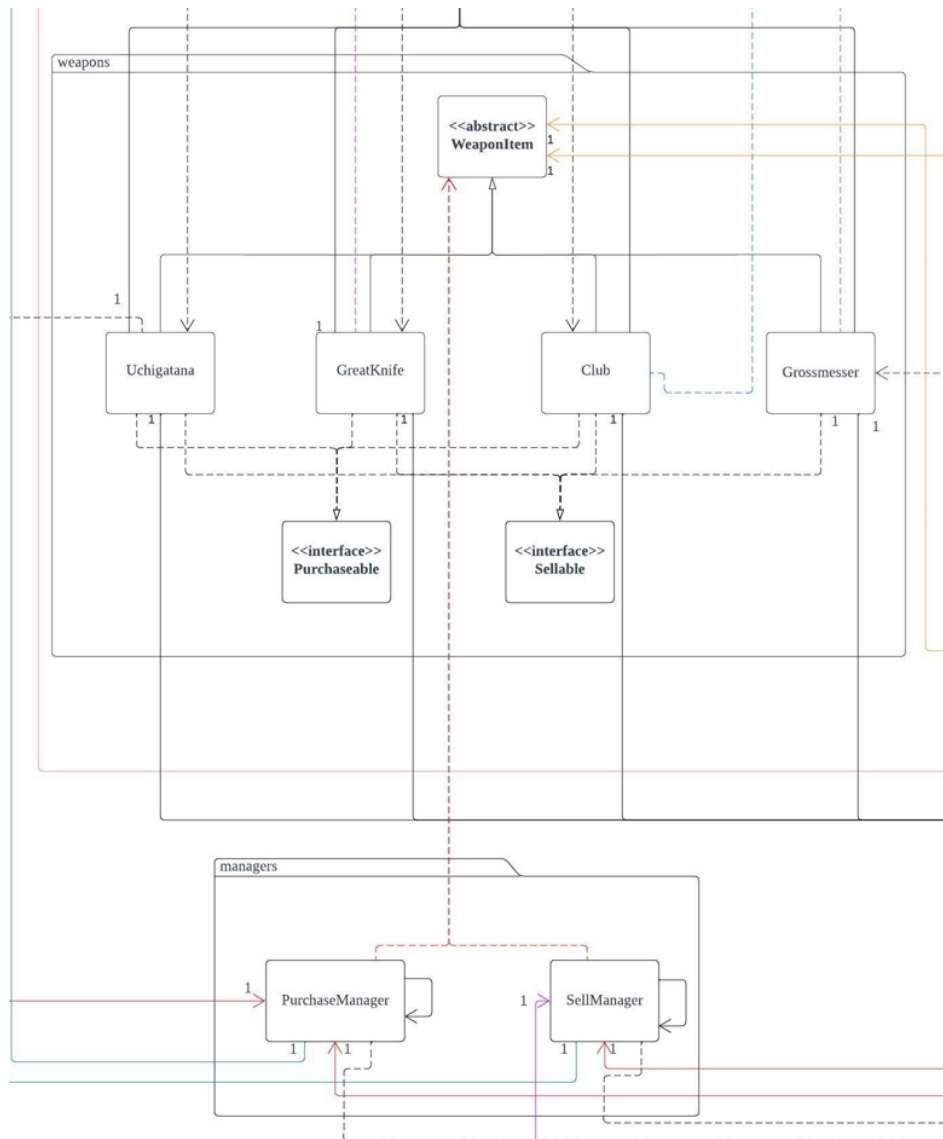 weapons
<<abstract>>
WeaponItem
1
1
1
1
Uchigatana
GreatKnife
Club
Grossmesser
1
1
1
1
1
<<interface>>
Purchaseable
<<interface>>
Sellable
managers
1
PurchaseManager
1
SellManager
1
1
1
1